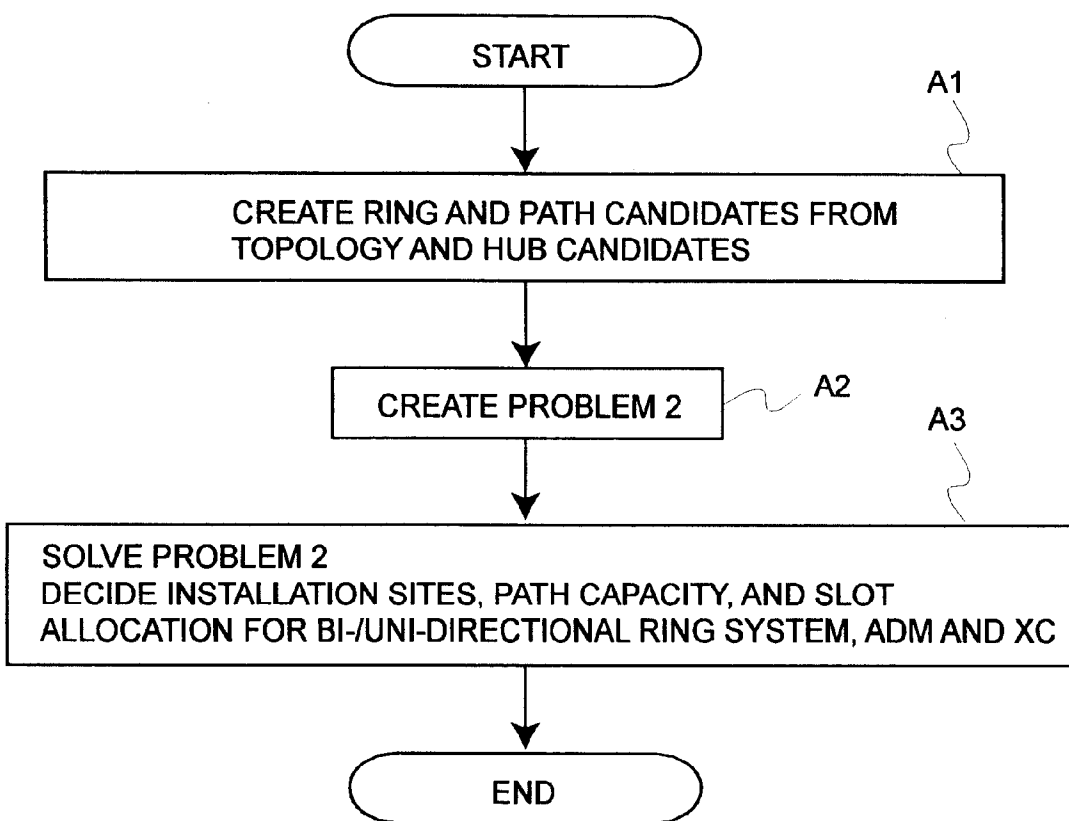 START
A1
CREATE RING AND PATH CANDIDATES FROM
TOPOLOGY AND HUB CANDIDATES
CREATE PROBLEM 2
A2
A3
SOLVE PROBLEM 2
DECIDE INSTALLATION SITES, PATH CAPACITY, AND SLOT
ALLOCATION FOR BI-/UNI-DIRECTIONAL RING SYSTEM, ADM AND XC
END